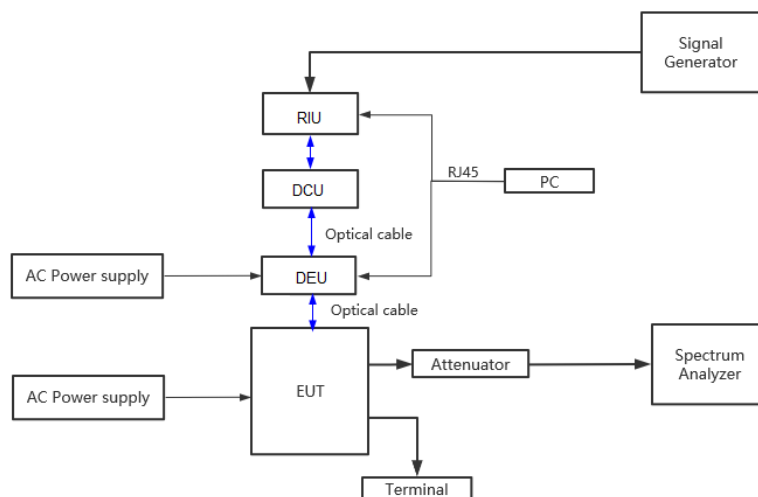 Signal
Generator
RIU
RJ45
PC
DCU
Optical cable
AC Power supply
DEU
Optical cable
EUT
Attenuator
Spectrum
Analyzer
AC Power supply
Terminal